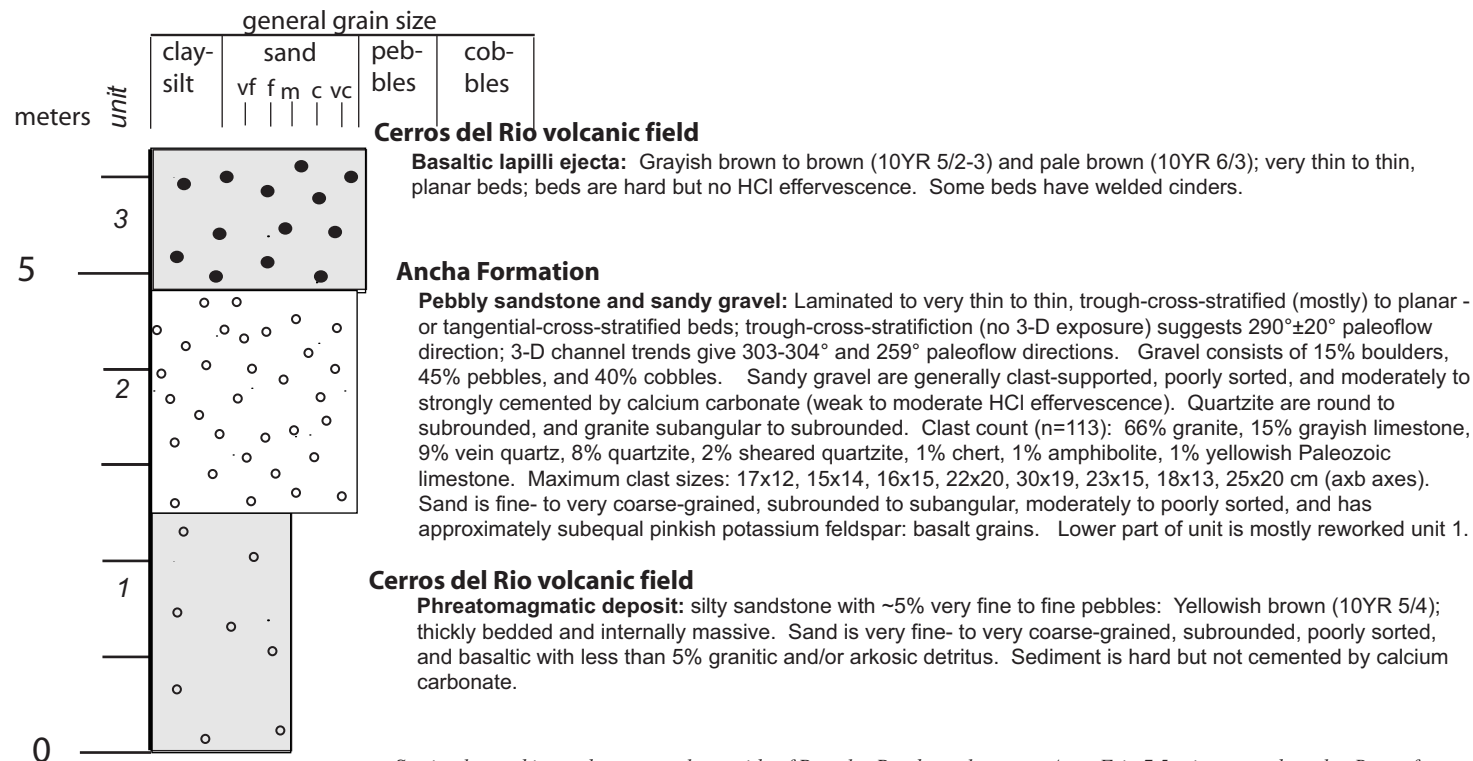 general grain size
clay-
silt
sand
peb-
bles
cob-
bles
vf f m c vc
meters
unit
Cerros del Rio volcanic field
Basaltic lapilli ejecta: Grayish brown to brown (10YR 5/2-3) and pale brown (10YR 6/3); very thin to thin,
planar beds; beds are hard but no HCl effervescence. Some beds have welded cinders.
3
5
Ancha Formation
Pebbly sandstone and sandy gravel: Laminated to very thin to thin, trough-cross-stratified (mostly) to planar -
or tangential-cross-stratified beds; trough-cross-stratifiction (no 3-D exposure) suggests 290°±20° paleoflow
direction; 3-D channel trends give 303-304° and 259° paleoflow directions. Gravel consists of 15% boulders,
45% pebbles, and 40% cobbles. Sandy gravel are generally clast-supported, poorly sorted, and moderately to
strongly cemented by calcium carbonate (weak to moderate HCl effervescence). Quartzite are round to
subrounded, and granite subangular to subrounded. Clast count (n=113): 66% granite, 15% grayish limestone,
9% vein quartz, 8% quartzite, 2% sheared quartzite, 1% chert, 1% amphibolite, 1% yellowish Paleozoic
limestone. Maximum clast sizes: 17x12, 15x14, 16x15, 22x20, 30x19, 23x15, 18x13, 25x20 cm (axb axes).
Sand is fine- to very coarse-grained, subrounded to subangular, moderately to poorly sorted, and has
approximately subequal pinkish potassium feldspar: basalt grains. Lower part of unit is mostly reworked unit 1.
2
Cerros del Rio volcanic field
Phreatomagmatic deposit: silty sandstone with ~5% very fine to fine pebbles: Yellowish brown (10YR 5/4);
thickly bedded and internally massive. Sand is very fine- to very coarse-grained, subrounded, poorly sorted,
and basaltic with less than 5% granitic and/or arkosic detritus. Sediment is hard but not cemented by calcium
carbonate.
1
0